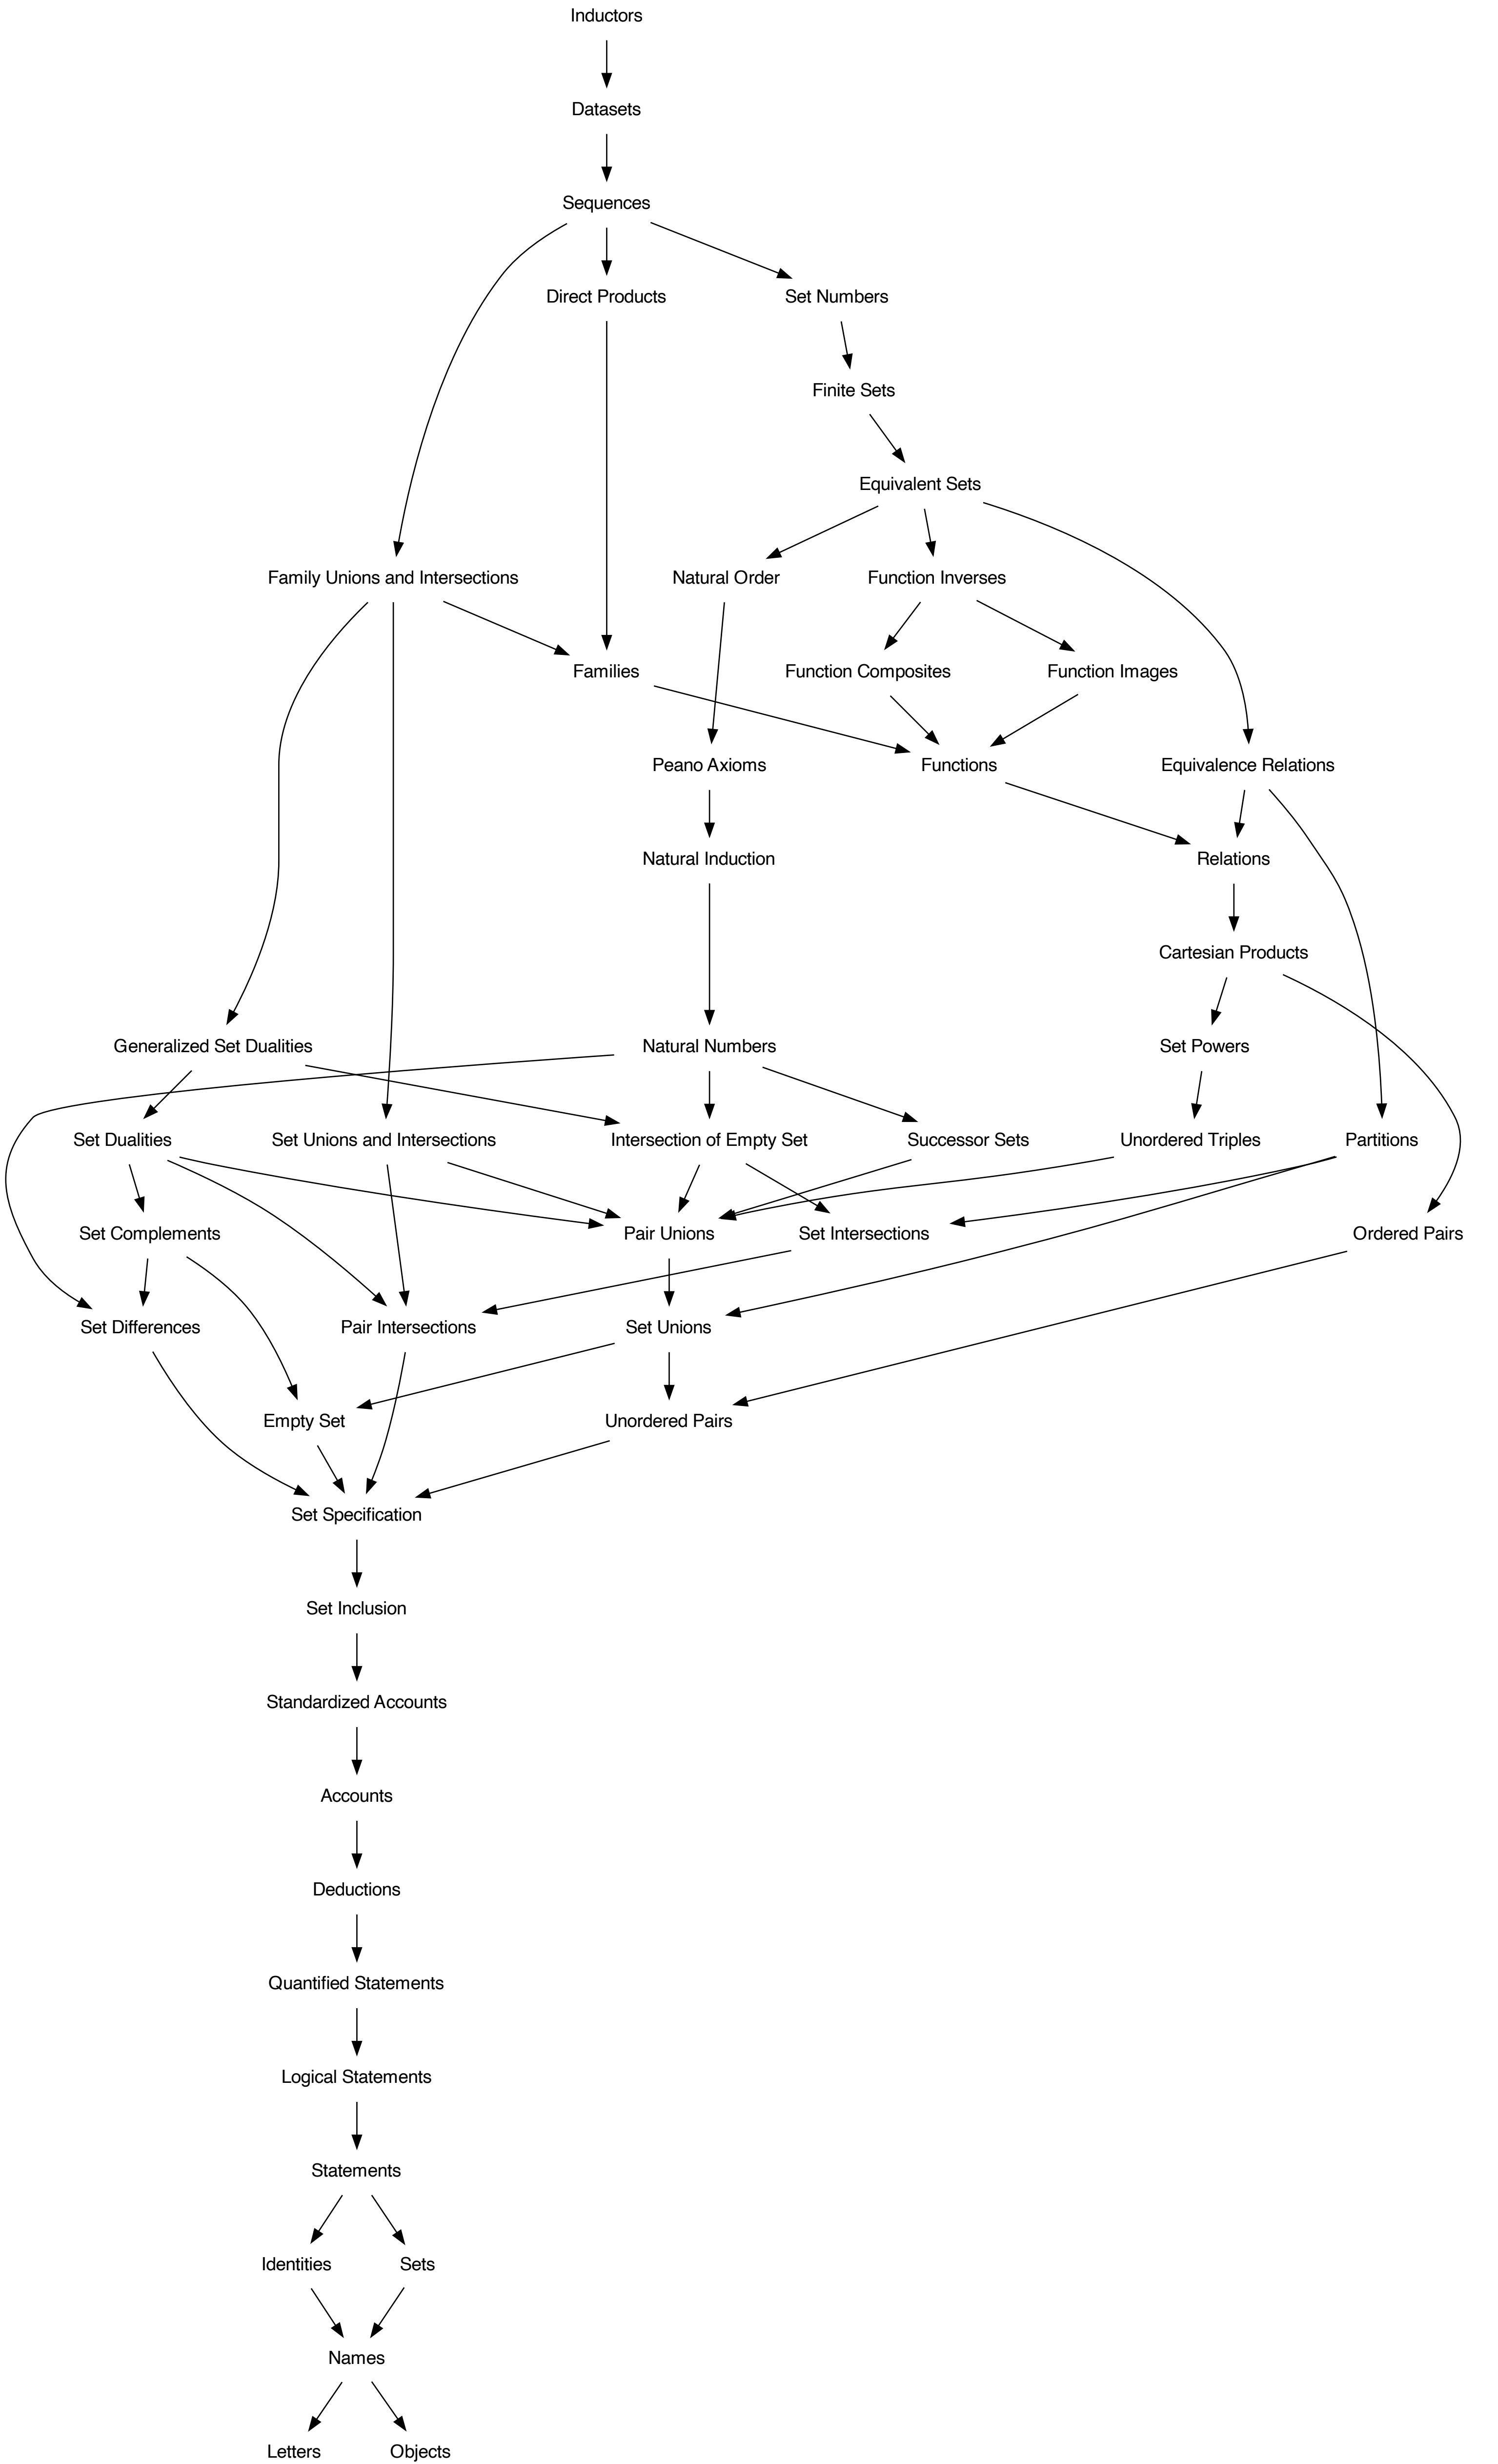 Inductors
Datasets
Sequences
Direct Products
Set Numbers
Finite Sets
Equivalent Sets
Family Unions and Intersections
Natural Order
Function Inverses
Families
Function Composites
Function Images
Peano Axioms
Functions
Equivalence Relations
Natural Induction
Relations
Cartesian Products
Generalized Set Dualities
Natural Numbers
Set Powers
Set Dualities
Set Unions and Intersections
Intersection of Empty Set
Successor Sets
Unordered Triples
Partitions
Set Complements
Pair Unions
Set Intersections
Ordered Pairs
Set Differences
Pair Intersections
Set Unions
Empty Set
Unordered Pairs
Set Specification
Set Inclusion
Standardized Accounts
Accounts
Deductions
Quantified Statements
Logical Statements
Statements
Identities
Sets
Names
Letters
Objects